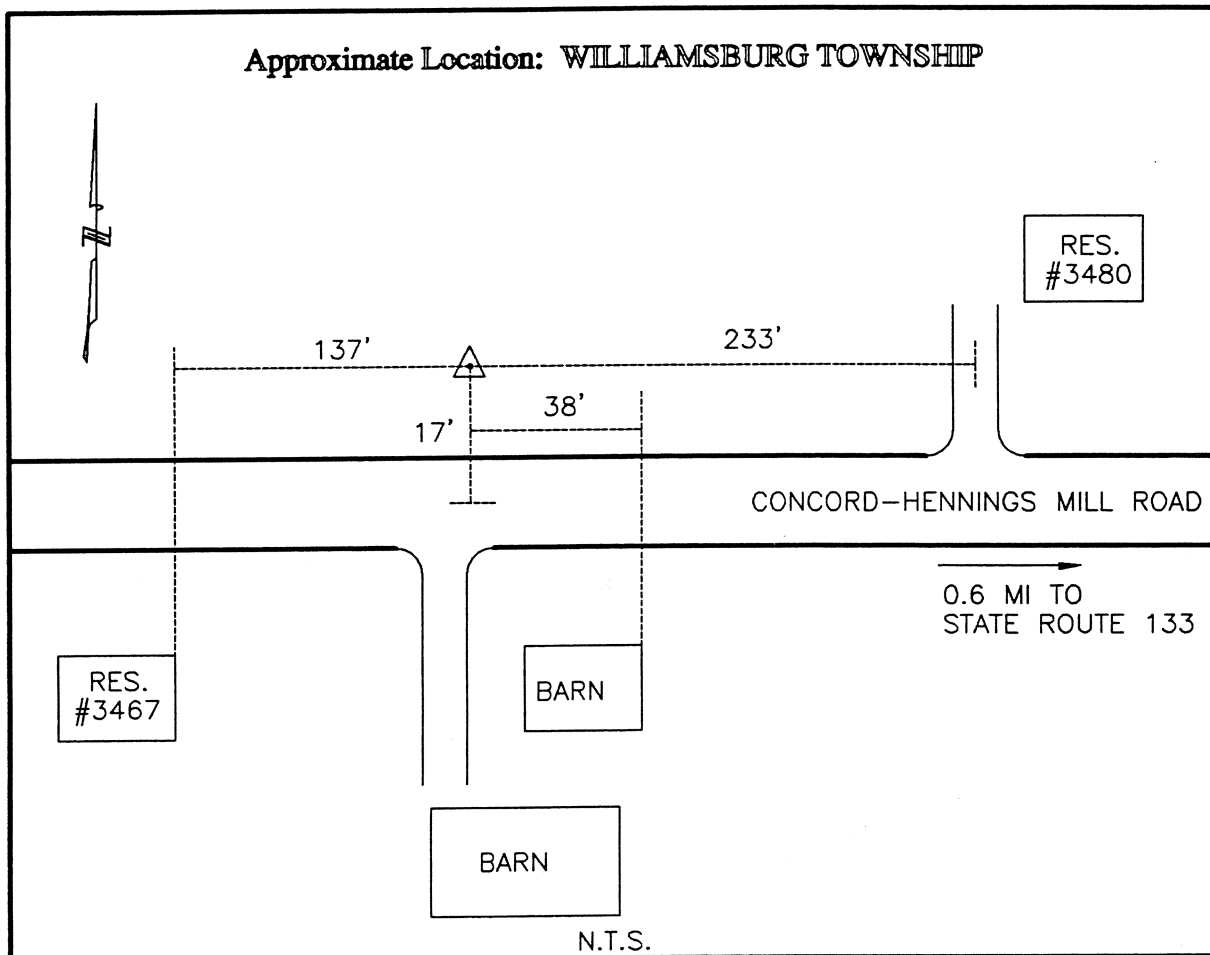 Approximate Location: WILLIAMSBURG TOWNSHIP
N
RES.
#3480
137'
233'
38'
17'
CONCORD-HENNINGS MILL ROAD
0.6 MI TO
STATE ROUTE 133
RES.
#3467
BARN
BARN
N.T.S.